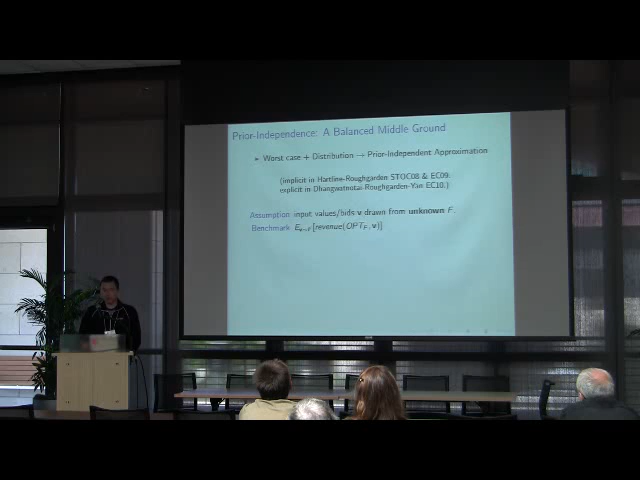 Prior-Independence: A Balanced Middle Ground
► Worst case + Distribution → Prior-Independent Approximation
(implicit in Hartline-Roughgarden STOC08 & EC09.
explicit in Dhangwatnotai-Roughgarden-Yan EC10.)
Assumption input values/bids v drawn from unknown F.
Benchmark E_{v∼F}[revenue(OPT_F, v)]